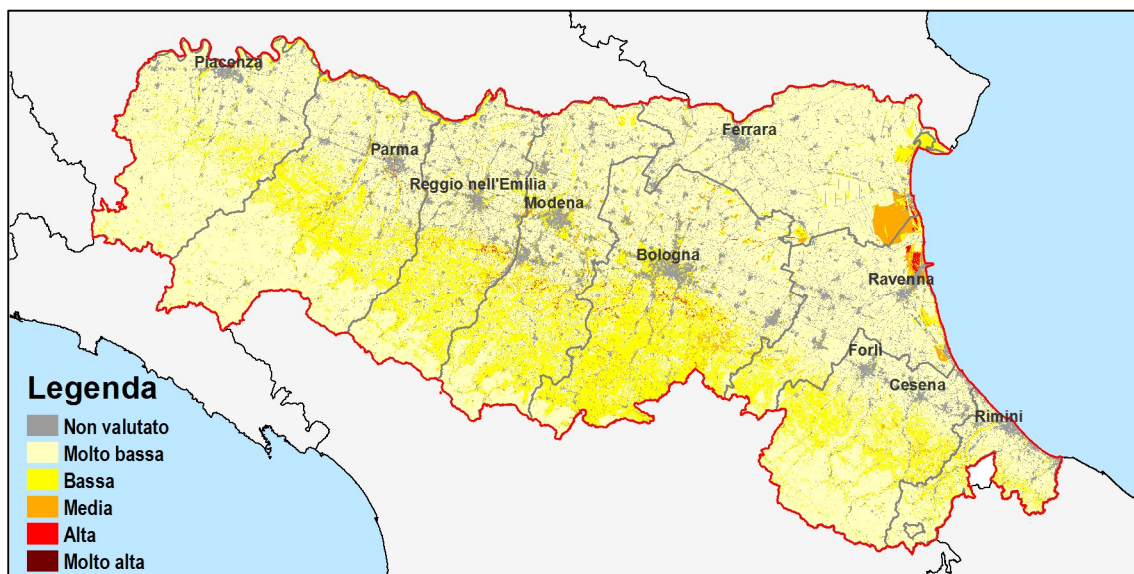 Piacenza
Parma
Reggio nell'Emilia
Modena
Ferrara
Bologna
Ravenna
Forlì
Cesena
Rimini
Legenda
Non valutato
Molto bassa
Bassa
Media
Alta
Molto alta